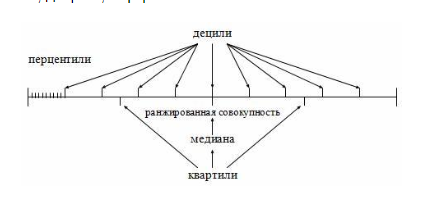 децили
перцентили
ранжированная совокупность
медиана
квартили